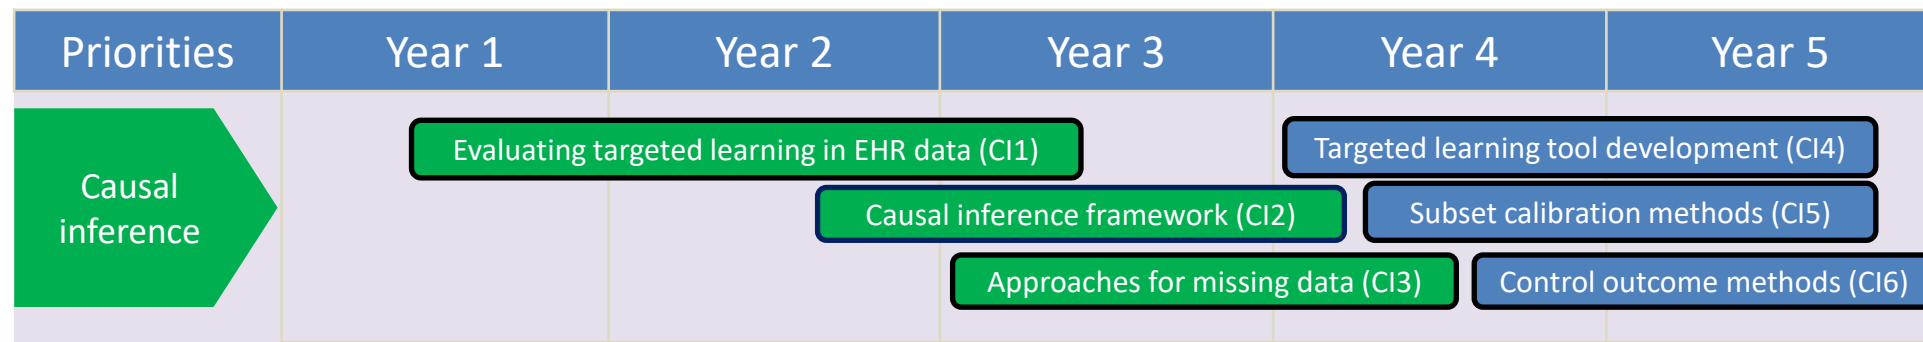 Priorities
Year 1
Year 2
Year 3
Year 4
Year 5
Causal
inference
Evaluating targeted learning in EHR data (CI1)
Targeted learning tool development (CI4)
Causal inference framework (CI2)
Subset calibration methods (CI5)
Approaches for missing data (CI3)
Control outcome methods (CI6)